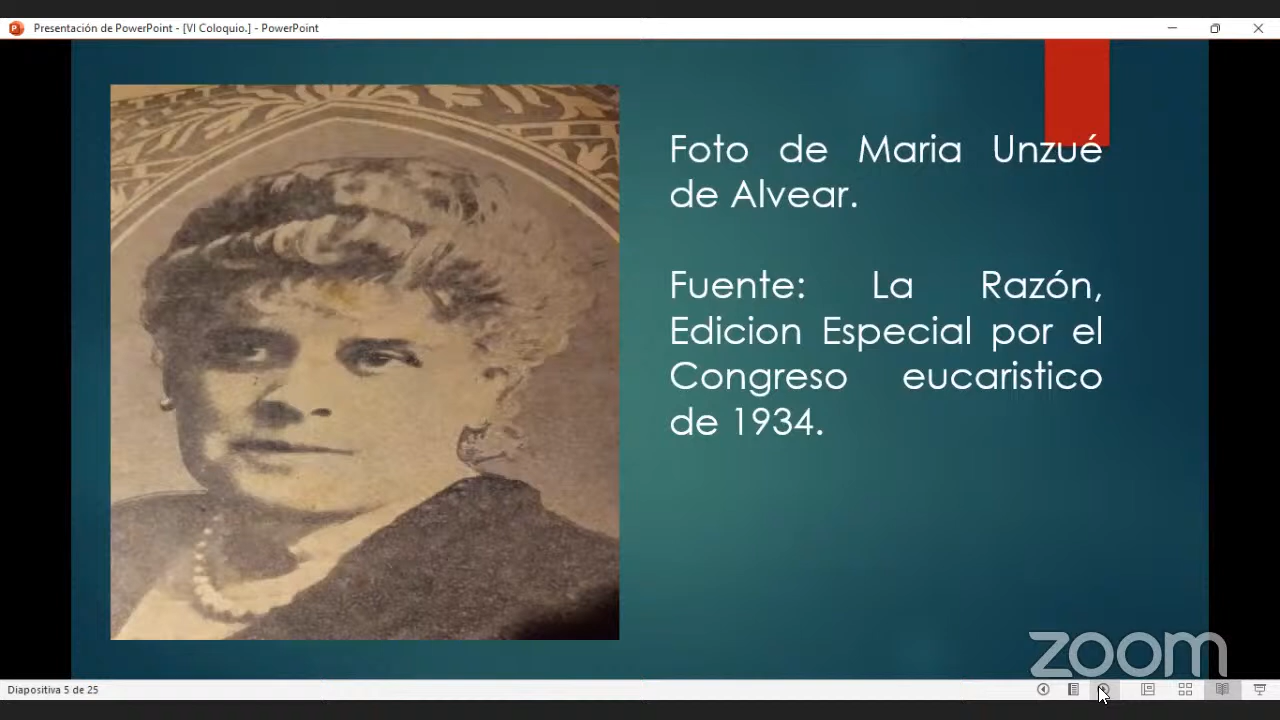 Presentación de PowerPoint - [VI Coloquio.] - PowerPoint
Foto de Maria Unzué
de Alvear.
Fuente: La Razón,
Edicion Especial por el
Congreso eucaristico
de 1934.
zoom
Diapositiva 5 de 25